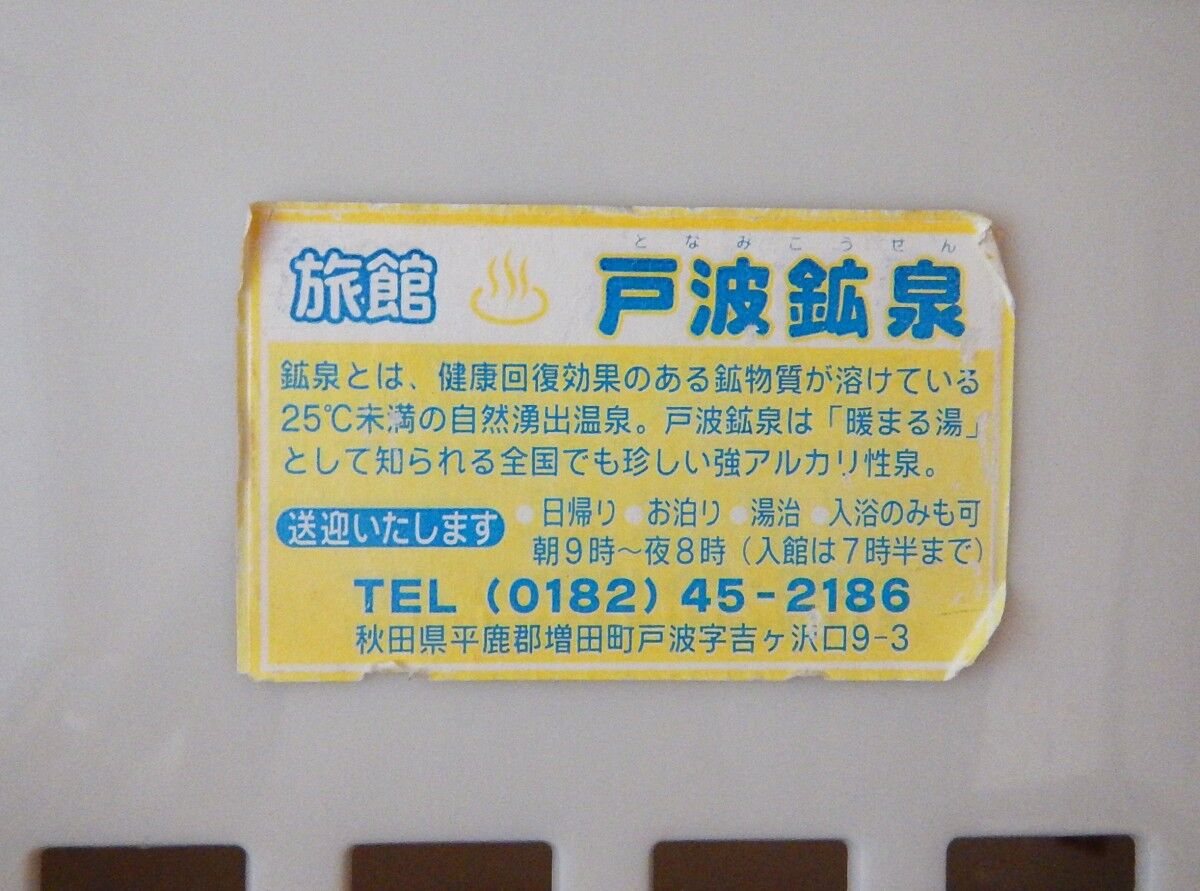 となみこうせん
旅館 ♨ 戸波鉱泉
鉱泉とは、健康回復効果のある鉱物質が溶けている
25℃未満の自然湧出温泉。戸波鉱泉は「暖まる湯」
として知られる全国でも珍しい強アルカリ性泉。
送迎いたします ●日帰り●お泊り●湯治●入浴のみも可
朝9時〜夜8時(入館は7時半まで)
TEL(0182)45-2186
秋田県平鹿郡増田町戸波字吉ヶ沢口9-3